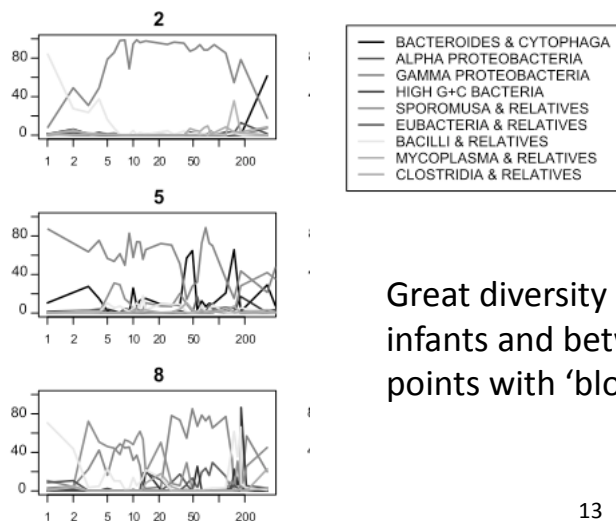 2
80
40
0
1 2 5 10 20 50 200
5
80
40
0
1 2 5 10 20 50 200
8
80
40
0
1 2 5 10 20 50 200
BACTEROIDES & CYTOPHAGA
ALPHA PROTEOBACTERIA
GAMMA PROTEOBACTERIA
HIGH G+C BACTERIA
SPOROMUSA & RELATIVES
EUBACTERIA & RELATIVES
BACILLI & RELATIVES
MYCOPLASMA & RELATIVES
CLOSTRIDIA & RELATIVES
Great diversity
infants and
points with
13